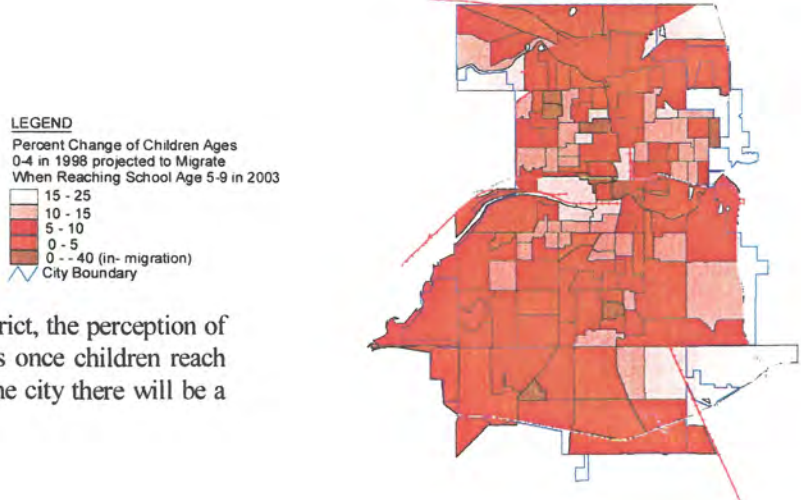 LEGEND
Percent Change of Children Ages
0-4 in 1998 projected to Migrate
When Reaching School Age 5-9 in 2003
15 - 25
10 - 15
5 - 10
0 - 5
0 - - 40 (in- migration)
City Boundary
rict, the perception of
s once children reach
ne city there will be a